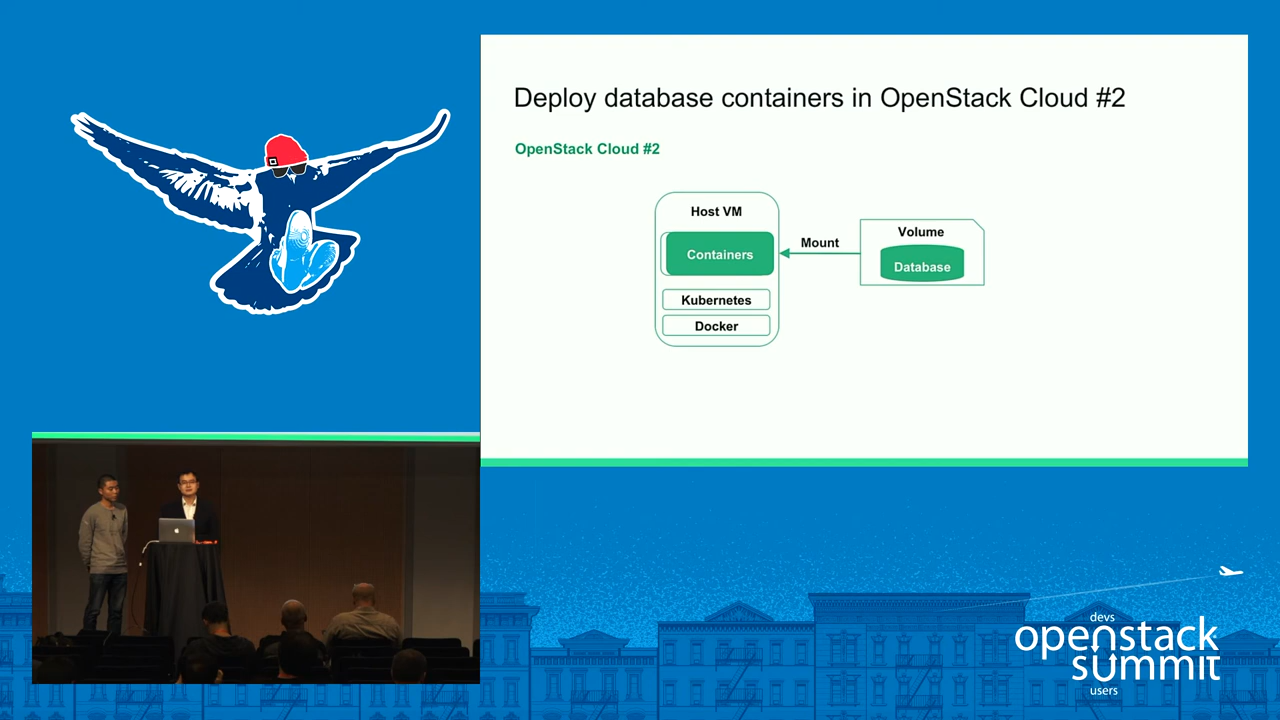 Deploy database containers in OpenStack Cloud #2
OpenStack Cloud #2
Host VM
Containers
Kubernetes
Docker
Mount
Volume
Database
devs
openstack
summit
users